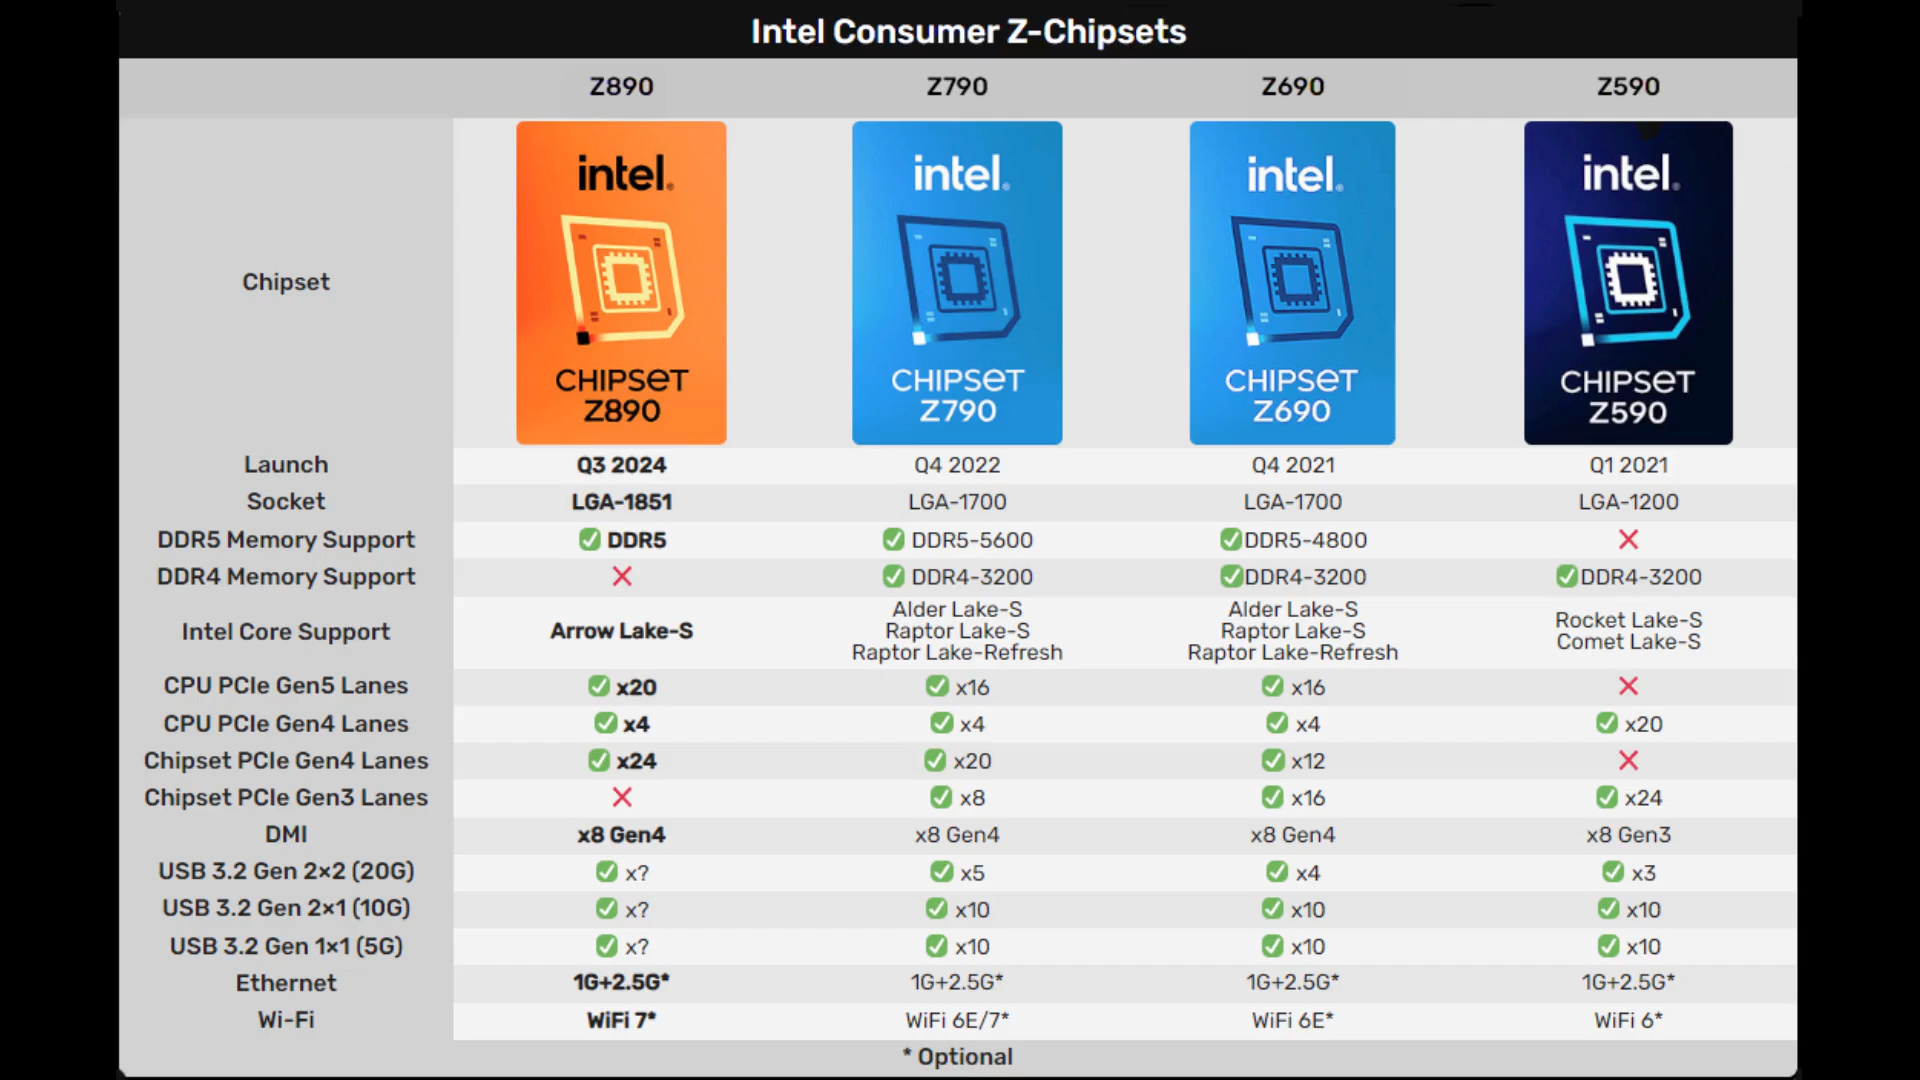 Intel Consumer Z-Chipsets
Z890 Z790 Z690 Z590
Chipset
intel. intel. intel. intel.
CHIPSET CHIPSET CHIPSET CHIPSET
Z890 Z790 Z690 Z590
Launch Q3 2024 Q4 2022 Q4 2021 Q1 2021
Socket LGA-1851 LGA-1700 LGA-1700 LGA-1200
DDR5 Memory Support ✅ DDR5 ✅ DDR5-5600 ✅DDR5-4800 ❌
DDR4 Memory Support ❌ ✅ DDR4-3200 ✅DDR4-3200 ✅DDR4-3200
Intel Core Support
Arrow Lake-S
Alder Lake-S
Raptor Lake-S
Raptor Lake-Refresh
Alder Lake-S
Raptor Lake-S
Raptor Lake-Refresh
Rocket Lake-S
Comet Lake-S
CPU PCIe Gen5 Lanes ✅ x20 ✅ x16 ✅ x16 ❌
CPU PCIe Gen4 Lanes ✅ x4 ✅ x4 ✅ x4 ✅ x20
Chipset PCIe Gen4 Lanes ✅ x24 ✅ x20 ✅ x12 ❌
Chipset PCIe Gen3 Lanes ❌ ✅ x8 ✅ x16 ✅ x24
DMI x8 Gen4 x8 Gen4 x8 Gen4 x8 Gen3
USB 3.2 Gen 2×2 (20G) ✅ x? ✅ x5 ✅ x4 ✅ x3
USB 3.2 Gen 2×1 (10G) ✅ x? ✅ x10 ✅ x10 ✅ x10
USB 3.2 Gen 1×1 (5G) ✅ x? ✅ x10 ✅ x10 ✅ x10
Ethernet 1G+2.5G* 1G+2.5G* 1G+2.5G* 1G+2.5G*
Wi-Fi WiFi 7* WiFi 6E/7* WiFi 6E* WiFi 6*
* Optional